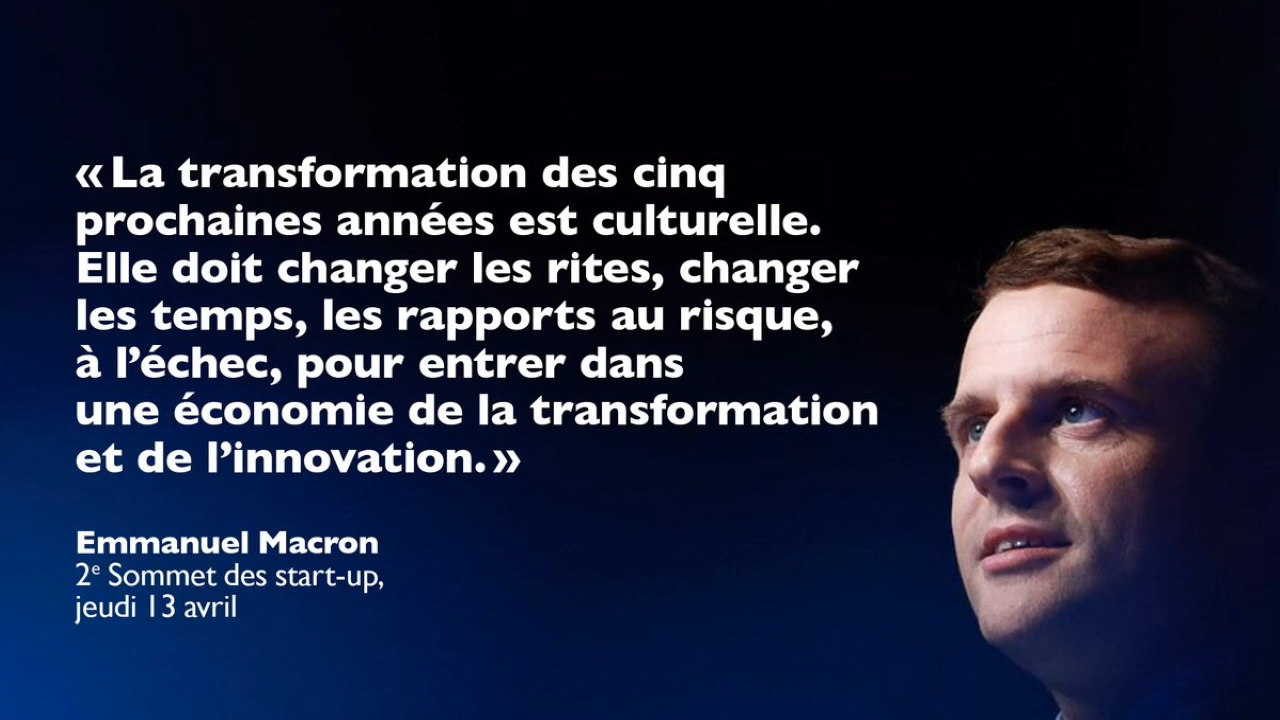 « La transformation des cinq
prochaines années est culturelle.
Elle doit changer les rites, changer
les temps, les rapports au risque,
à l’échec, pour entrer dans
une économie de la transformation
et de l’innovation. »
Emmanuel Macron
2e Sommet des start-up,
jeudi 13 avril